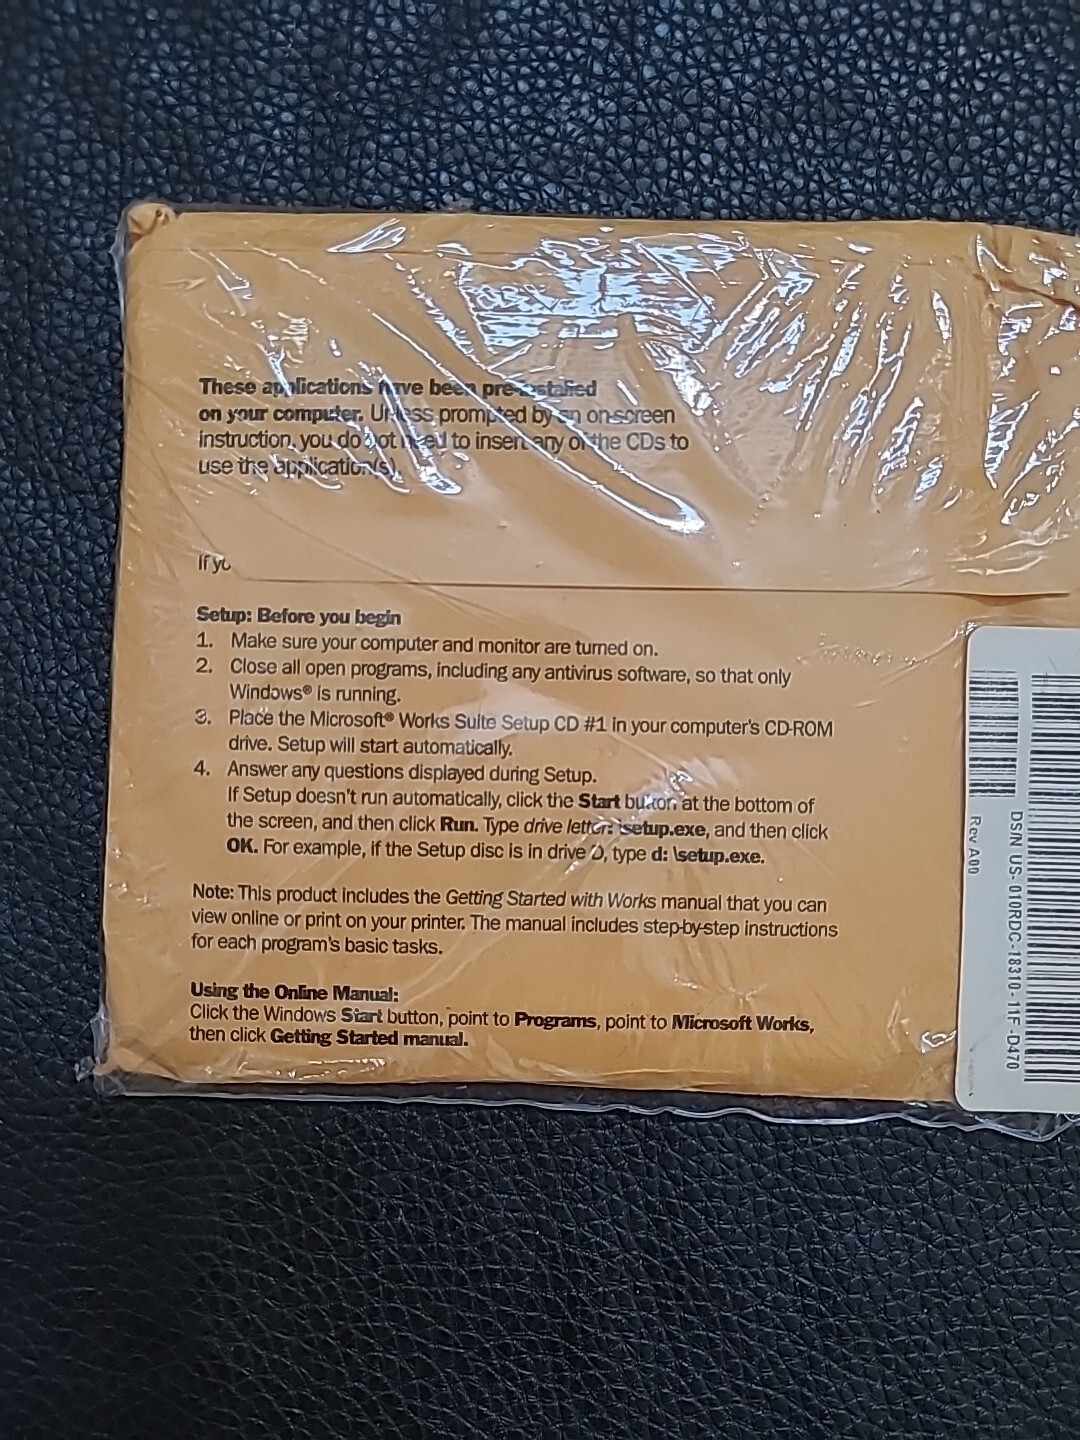 These applications have been pre-installed
on your computer. Unless prompted by an on-screen
instruction, you do not need to insert any of the CDs to
use the application(s).
If yo
Setup: Before you begin
1. Make sure your computer and monitor are turned on.
2. Close all open programs, including any antivirus software, so that only
Windows® is running.
3. Place the Microsoft® Works Suite Setup CD #1 in your computer's CD-ROM
drive. Setup will start automatically.
4. Answer any questions displayed during Setup.
If Setup doesn't run automatically, click the Start button at the bottom of
the screen, and then click Run. Type drive letter: \setup.exe, and then click
OK. For example, if the Setup disc is in drive D, type d: \setup.exe.
Note: This product includes the Getting Started with Works manual that you can
view online or print on your printer. The manual includes step-by-step instructions
for each program's basic tasks.
Using the Online Manual:
Click the Windows Start button, point to Programs, point to Microsoft Works,
then click Getting Started manual.
DS/N US-010RDC-18310-11F-D470
Rev A00